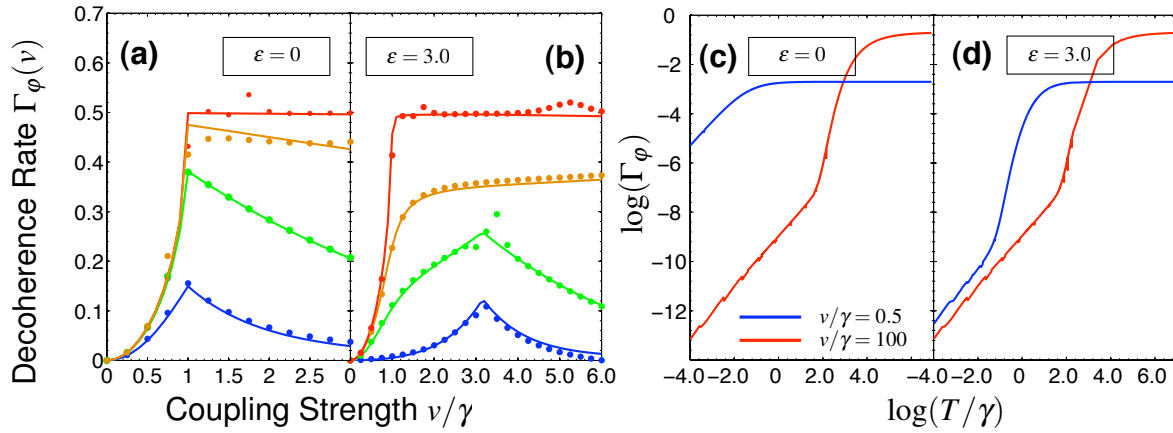 Decoherence Rate Γφ(v)
0.7
0.6
0.5
0.4
0.3
0.2
0.1
0
(a)
ε = 0
ε = 3.0
(b)
0 0.5 1.0 1.5 2.0 2.5 0 1.0 2.0 3.0 4.0 5.0 6.0
Coupling Strength v/γ
log(Γφ)
0
−2
−4
−6
−8
−10
−12
(c)
ε = 0
(d)
ε = 3.0
v/γ = 0.5
v/γ = 100
-4.0 -2.0 0 2.0 -4.0 -2.0 0 2.0 4.0 6.0
log(T/γ)